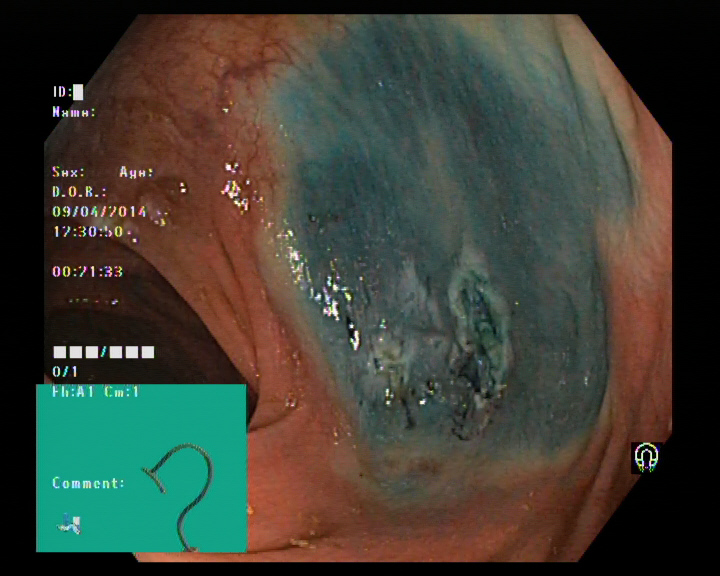 ID:
Name:
Sex: Age:
D.O.B.:
09/04/2014
12:30:50
00:21:33
/
0/1
Eh:A1 Cm:1
Comment: